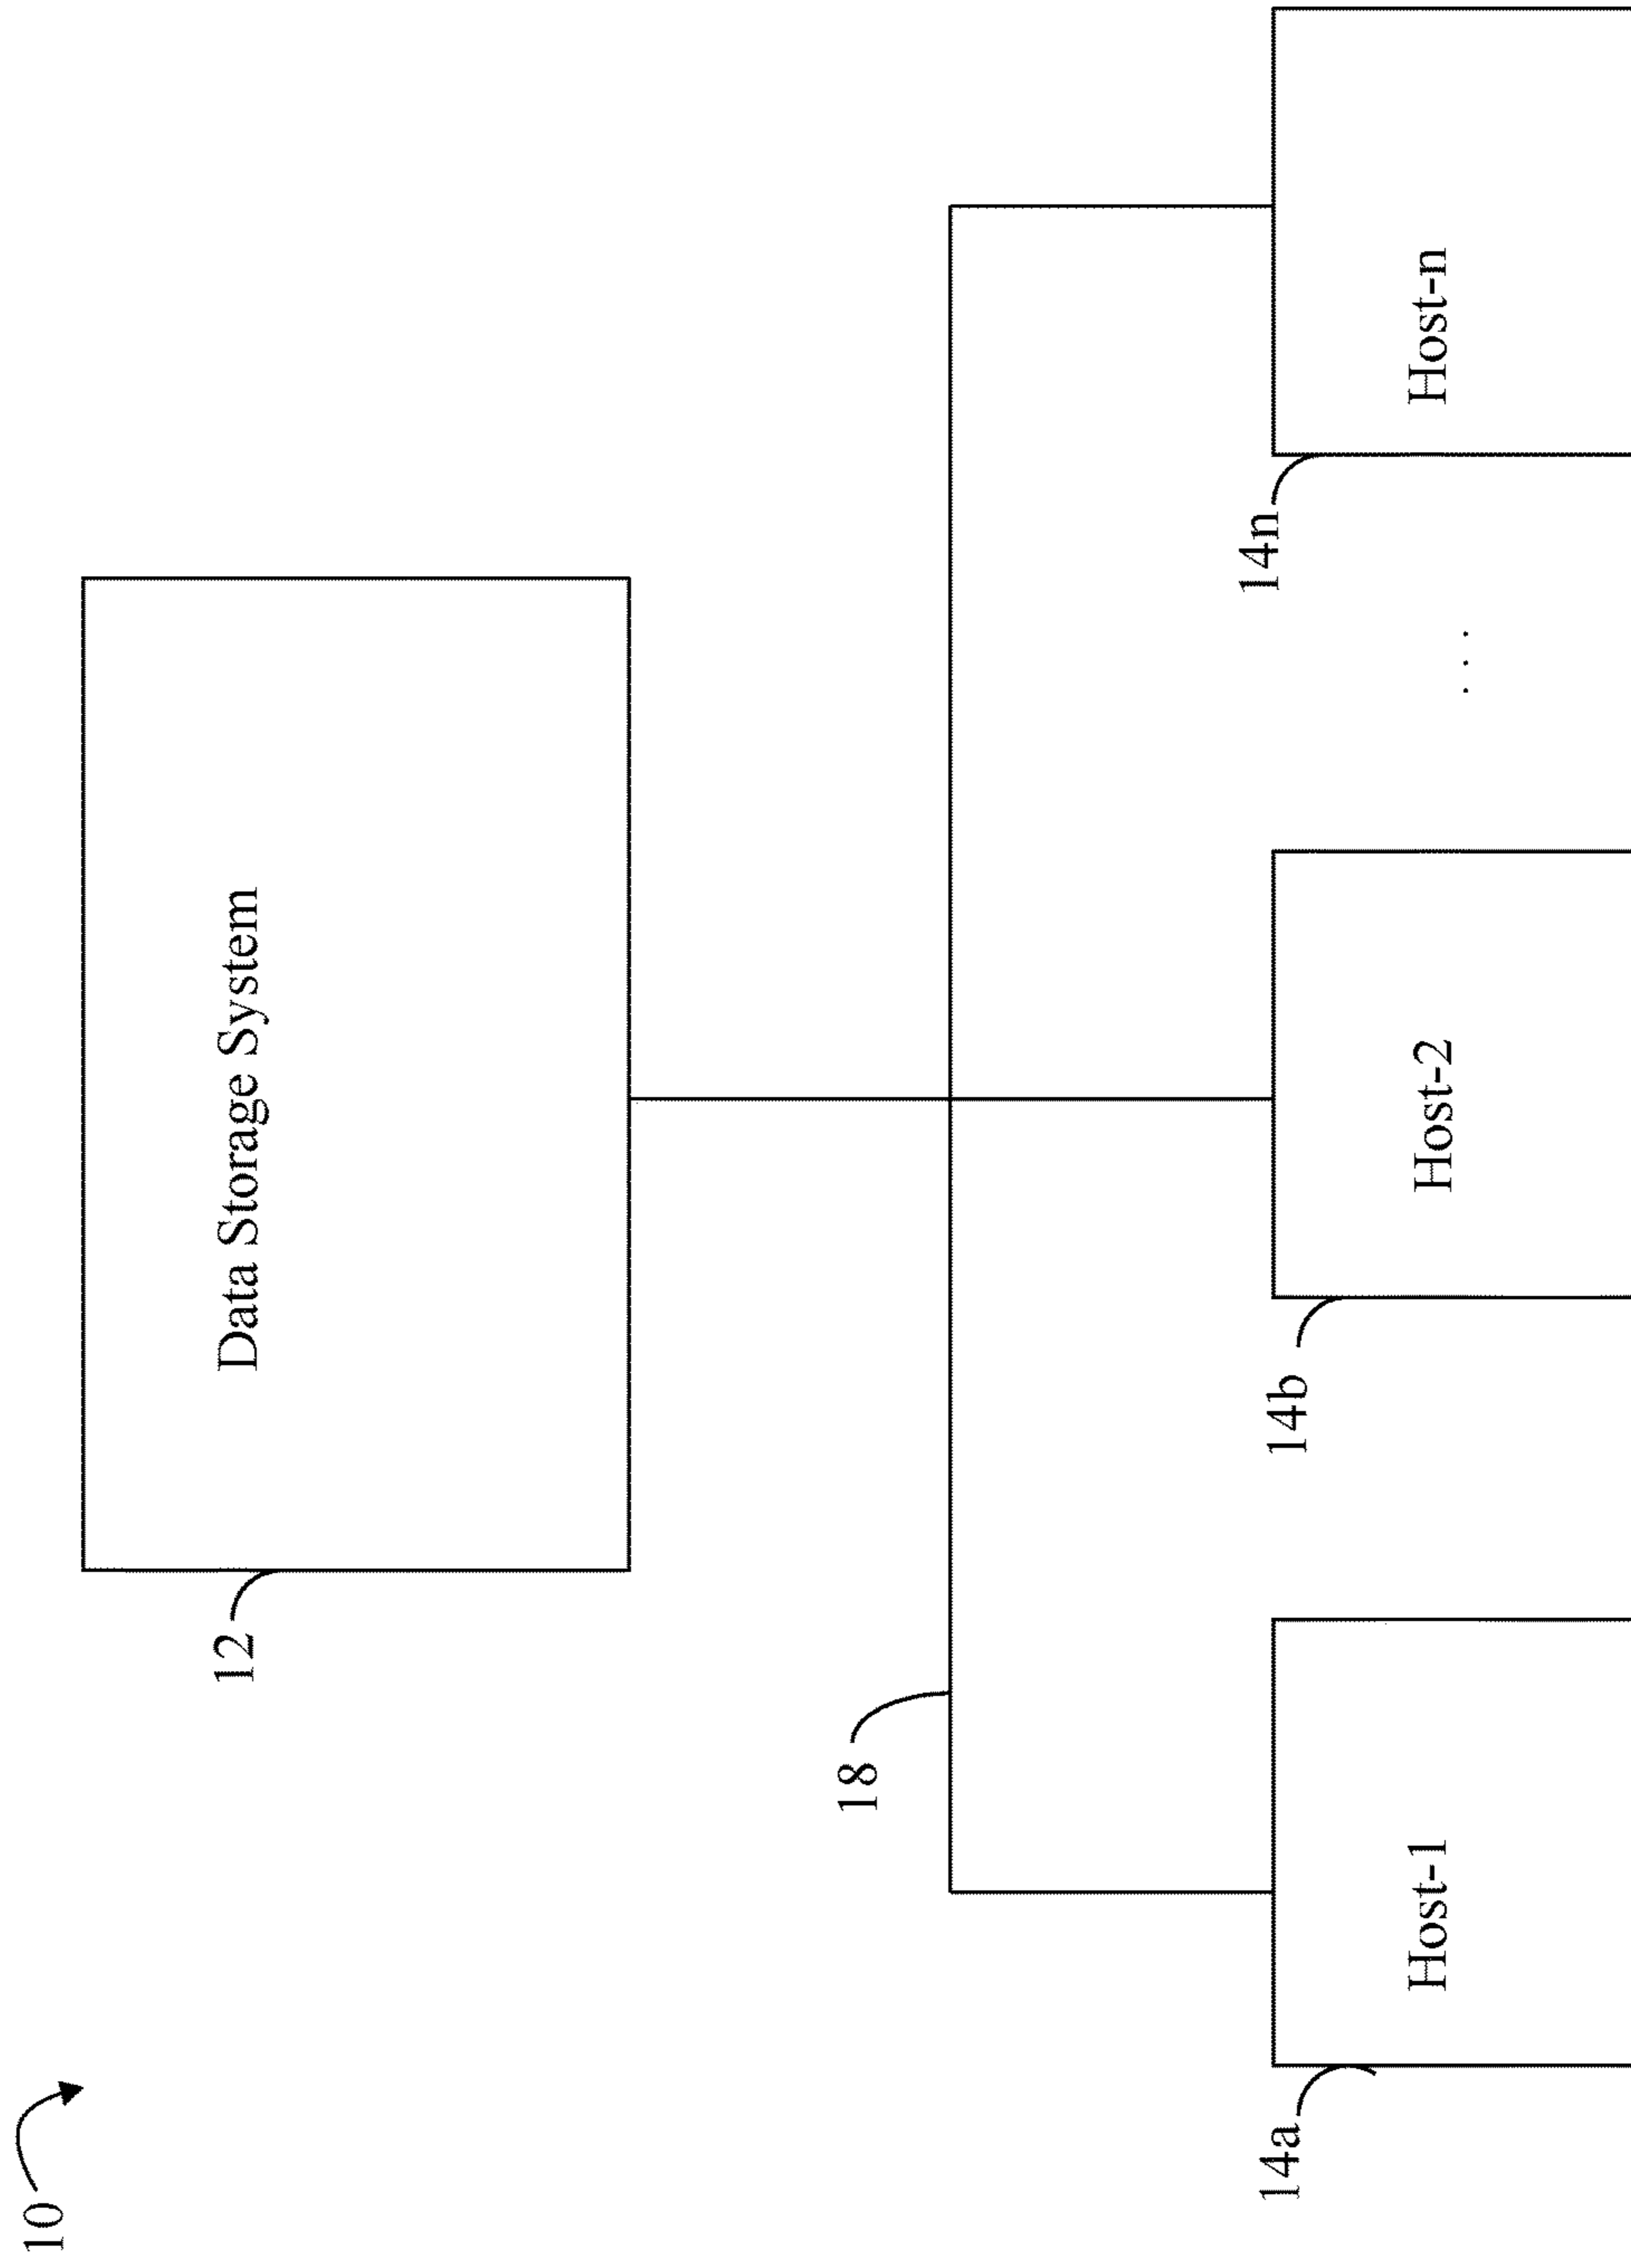 10
12
Data Storage System
18
14a
Host-1
14b
Host-2
. . .
14n
Host-n